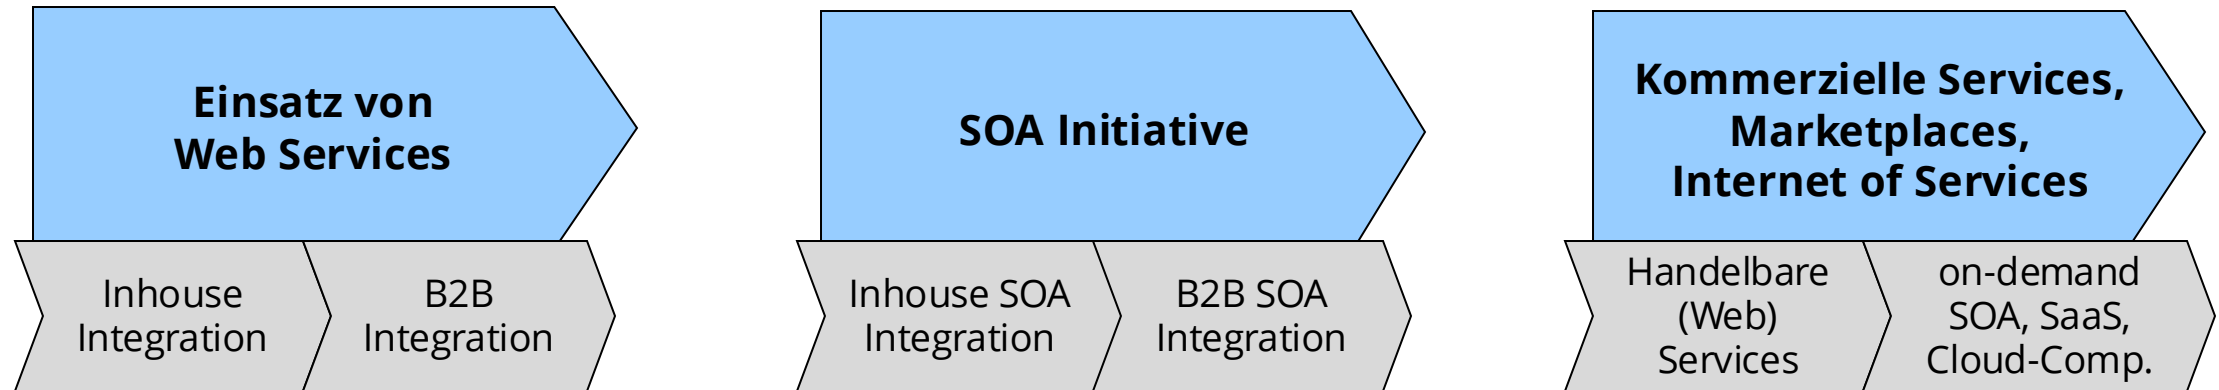 Einsatz von
Web Services
Inhouse
Integration
B2B
Integration
SOA Initiative
Inhouse SOA
Integration
B2B SOA
Integration
Kommerzielle Services,
Marketplaces,
Internet of Services
Handelbare
(Web)
Services
on-demand
SOA, SaaS,
Cloud-Comp.